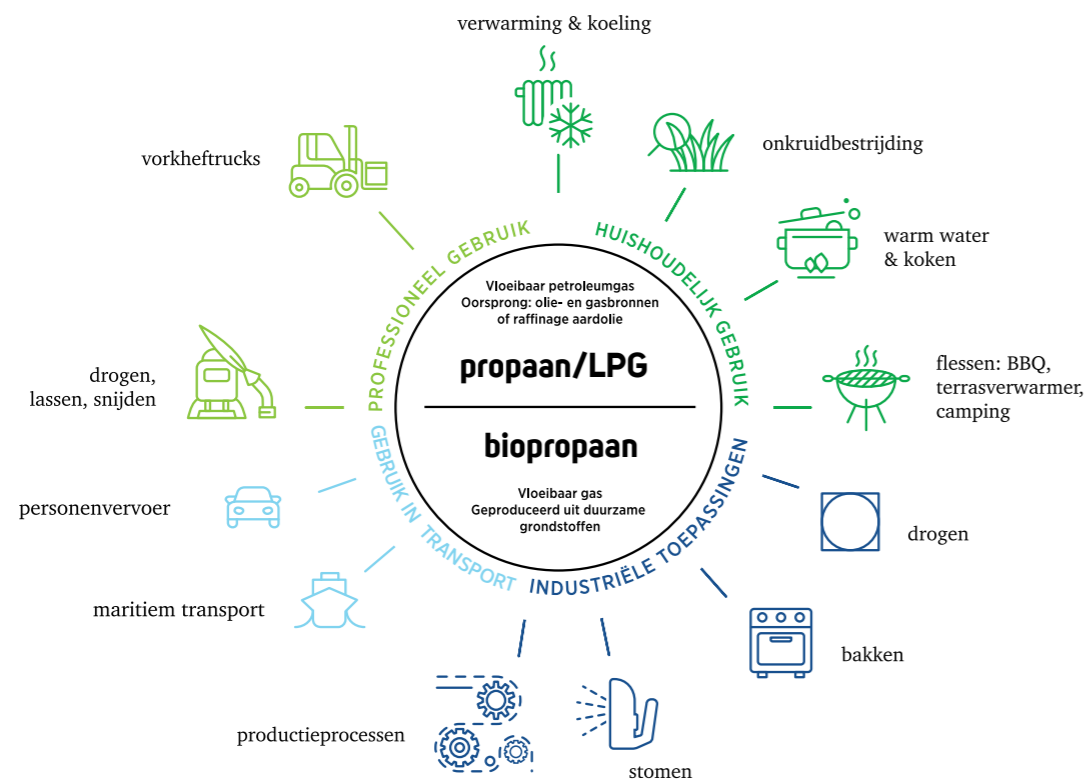 verwarming & koeling
vorkheftrucks
onkruidbestrijding
warm water
& koken
PROFESSIONEEL GEBRUIK
HUISHOUDELIJK GEBRUIK
Vloeibaar petroleumgas
Oorsprong: olie- en gasbronnen
of raffinage aardolie
propaan/LPG
drogen,
lassen, snijden
flessen: BBQ,
terrasverwarmer,
camping
biopropaan
Vloeibaar gas
Geproduceerd uit duurzame
grondstoffen
GEBRUIK IN TRANSPORT
INDUSTRIËLE TOEPASSINGEN
personenvervoer
drogen
maritiem transport
bakken
productieprocessen
stomen